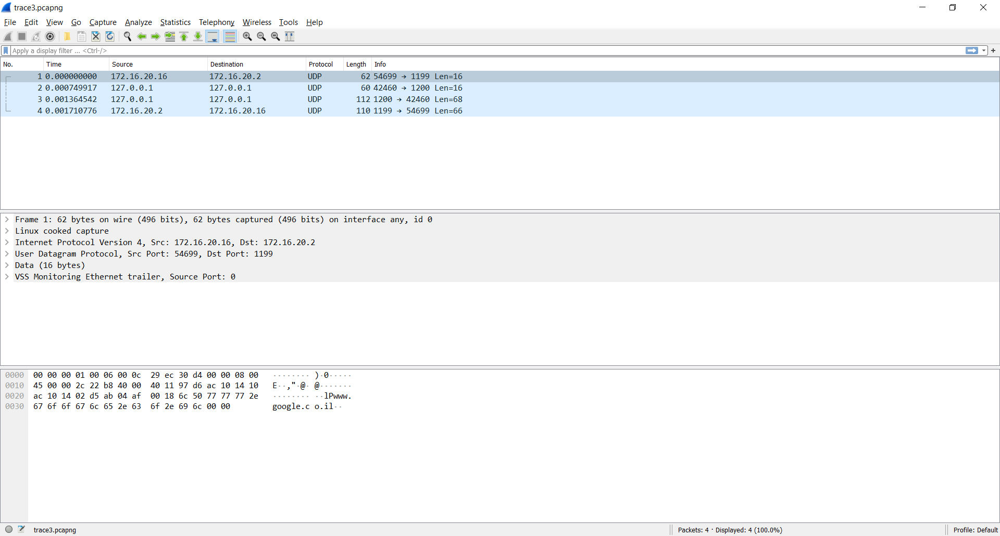 trace3.pcapng
File Edit View Go Capture Analyze Statistics Telephony Wireless Tools Help
Apply a display filter ... <Ctrl-/>
+
No. Time Source Destination Protocol Length Info
1 0.000000000 172.16.20.16 172.16.20.2 UDP 62 54699 → 1199 Len=16
2 0.000749917 127.0.0.1 127.0.0.1 UDP 60 42460 → 1200 Len=16
3 0.001364542 127.0.0.1 127.0.0.1 UDP 112 1200 → 42460 Len=68
4 0.001710776 172.16.20.2 172.16.20.16 UDP 110 1199 → 54699 Len=66
Frame 1: 62 bytes on wire (496 bits), 62 bytes captured (496 bits) on interface any, id 0
Linux cooked capture
Internet Protocol Version 4, Src: 172.16.20.16, Dst: 172.16.20.2
User Datagram Protocol, Src Port: 54699, Dst Port: 1199
Data (16 bytes)
VSS Monitoring Ethernet trailer, Source Port: 0
0000 00 00 00 01 00 06 00 0c 29 ec 30 d4 00 00 08 00 ········ )·0·····
0010 45 00 00 2c 22 b8 40 00 40 11 97 d6 ac 10 14 10 E··,"·@· @·······
0020 ac 10 14 02 d5 ab 04 af 00 18 6c 50 77 77 77 2e ········ ··lPwww.
0030 67 6f 6f 67 6c 65 2e 63 6f 2e 69 6c 00 00 google.c o.il··
trace3.pcapng
Packets: 4 · Displayed: 4 (100.0%)
Profile: Default